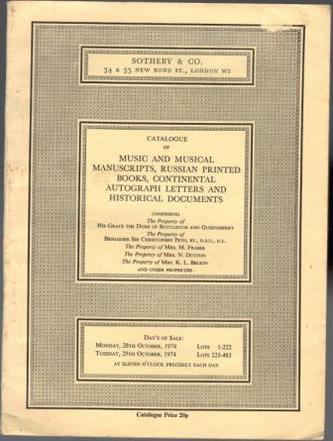 SOTHEBY & CO.
34 & 35 NEW BOND ST., LONDON W1
CATALOGUE
OF
MUSIC AND MUSICAL
MANUSCRIPTS, RUSSIAN PRINTED
BOOKS, CONTINENTAL
AUTOGRAPH LETTERS AND
HISTORICAL DOCUMENTS
COMPRISING
The Property of
HIS GRACE THE DUKE OF BUCCLEUCH AND QUEENSBERRY
The Property of
BRIGADIER SIR CHRISTOPHER PETO, BT., D.S.O., D.L.
The Property of MRS. M. FRASER
The Property of MRS. N. DUTTON
The Property of MRS. K. L. BELKIN
AND OTHER PROPERTIES
DAYS OF SALE:
MONDAY, 28TH OCTOBER, 1974 LOTS 1-222
TUESDAY, 29TH OCTOBER, 1974 LOTS 223-483
AT ELEVEN O'CLOCK PRECISELY EACH DAY
Catalogue Price 20p